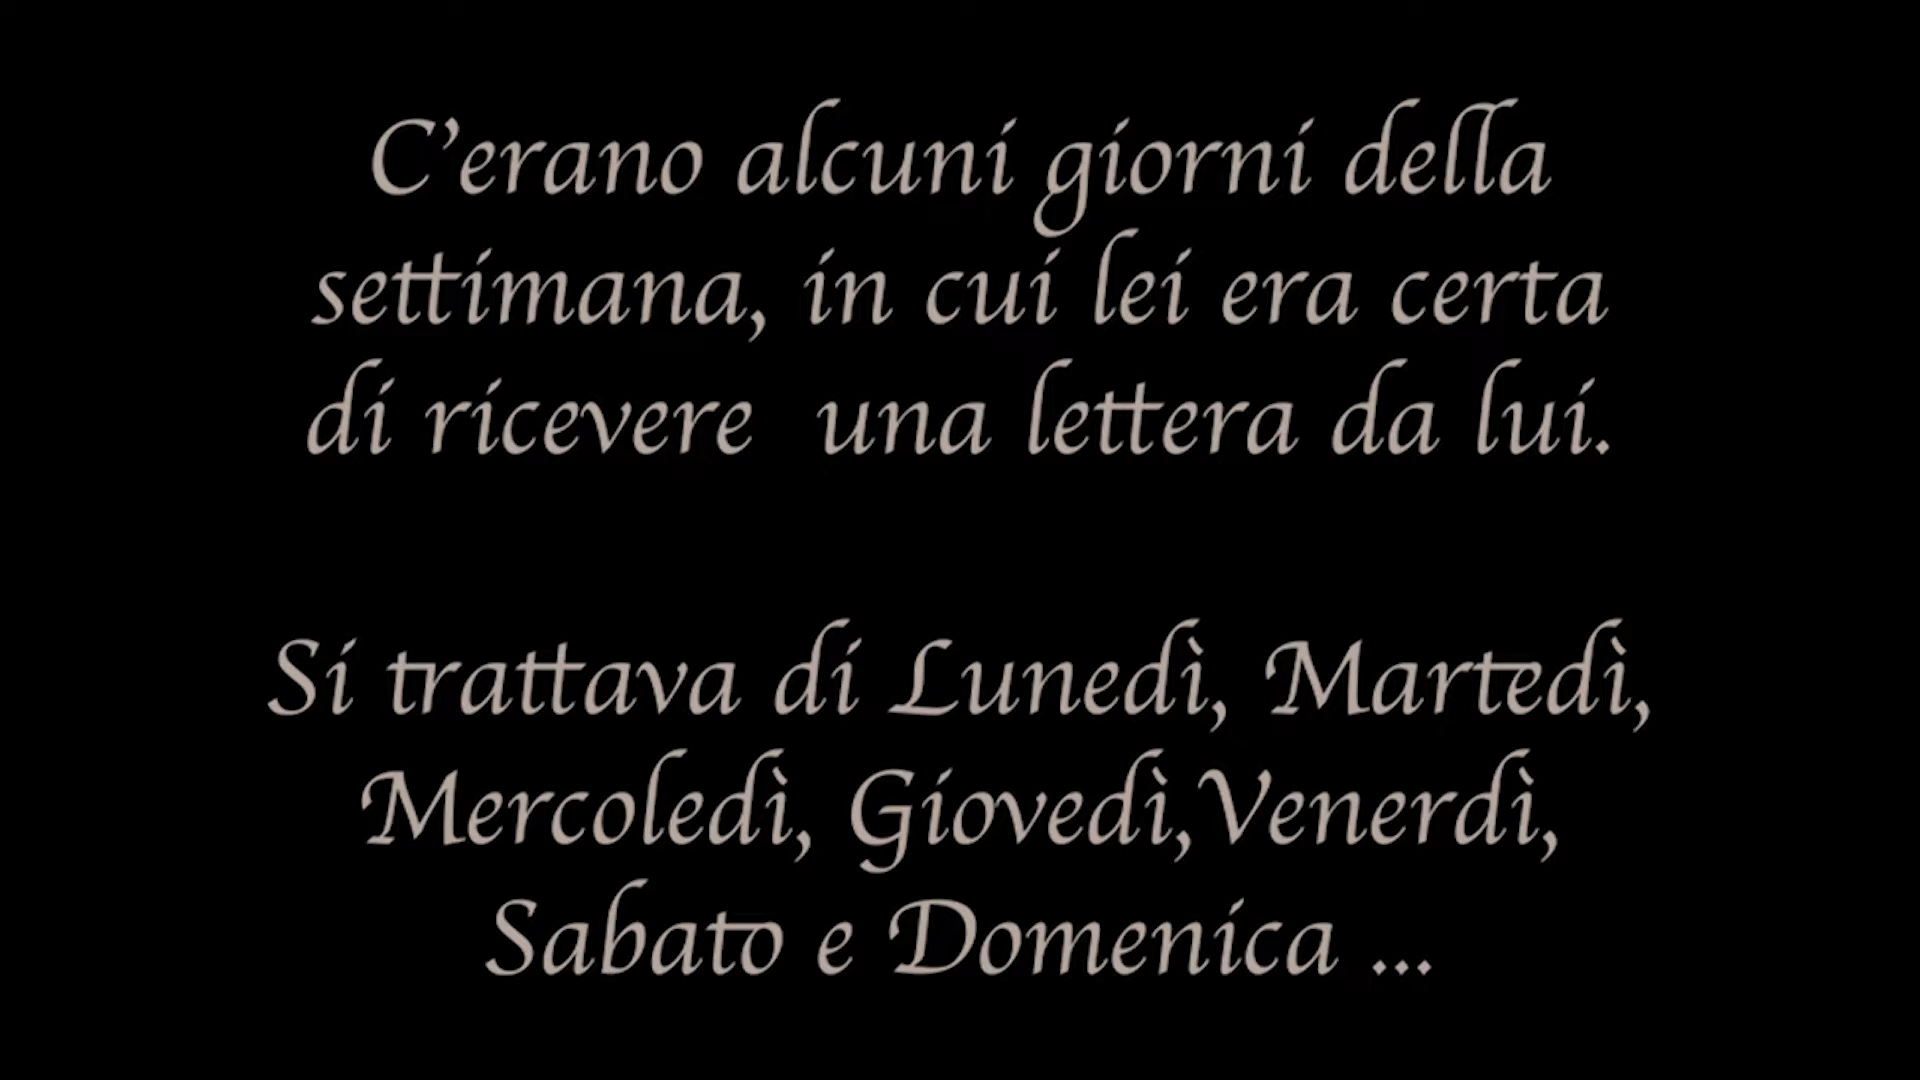 C'erano alcuni giorni della
settimana, in cui lei era certa
di ricevere  una lettera da lui.
Si trattava di Lunedì, Martedì,
Mercoledì, Giovedì,Venerdì,
Sabato e Domenica ...